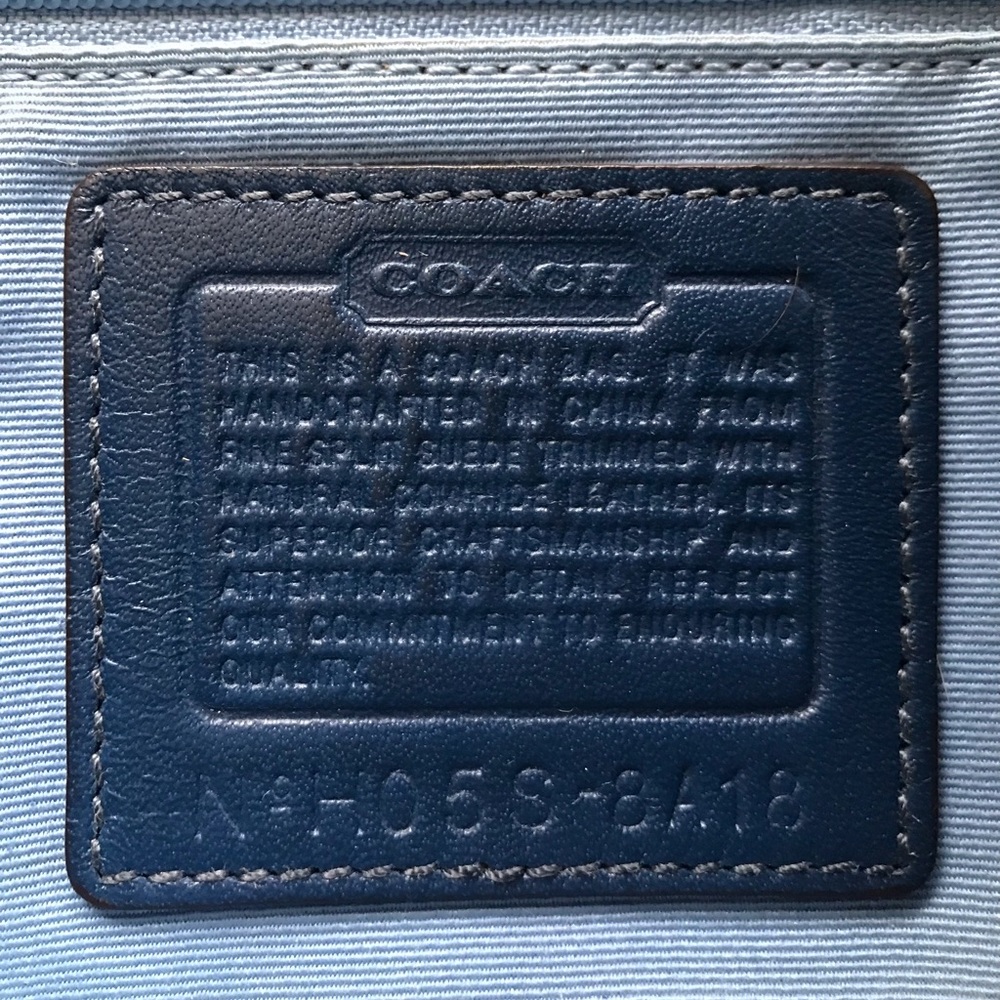 COACH
THIS IS A COACH BAG. IT WAS
HANDCRAFTED IN CHINA FROM
FINE SPLIT SUEDE TRIMMED WITH
NATURAL COWHIDE LEATHER. ITS
SUPERIOR CRAFTSMANSHIP AND
ATTENTION TO DETAIL REFLECT
OUR COMMITMENT TO ENDURING
QUALITY.
Nº H05S-8A18